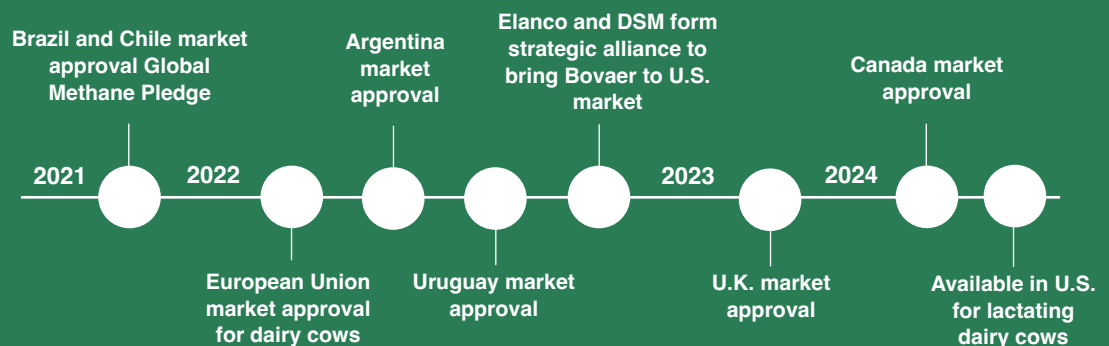 Brazil and Chile market
approval Global
Methane Pledge
Argentina
market
approval
Elanco and DSM form
strategic alliance to
bring Bovaer to U.S.
market
Canada market
approval
2021
2022
2023
2024
European Union
market approval
for dairy cows
Uruguay market
approval
U.K. market
approval
Available in U.S.
for lactating
dairy cows